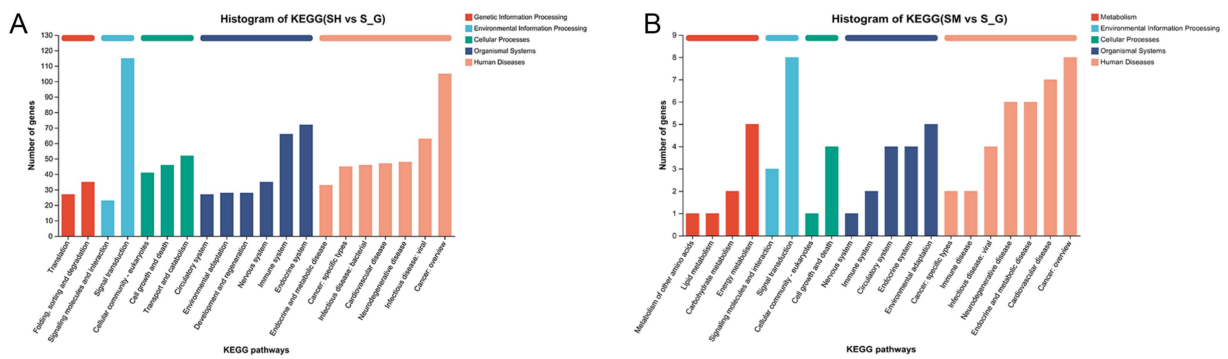 A
Histogram of KEGG(SH vs S_G)
Genetic Information Processing
Environmental Information Processing
Cellular Processes
Organismal Systems
Human Diseases
Number of genes
130
120
110
100
90
80
70
60
50
40
30
20
10
0
Translation
Folding, sorting and degradation
Signaling molecules and interaction
Signal transduction
Cellular community - eukaryotes
Cell growth and death
Transport and catabolism
Circulatory system
Environmental adaptation
Development and regeneration
Nervous system
Immune system
Endocrine system
Endocrine and metabolic disease
Cancer: specific types
Infectious disease: bacterial
Cardiovascular disease
Neurodegenerative disease
Infectious disease: viral
Cancer: overview
KEGG pathways
B
Histogram of KEGG(SM vs S_G)
Metabolism
Environmental Information Processing
Cellular Processes
Organismal Systems
Human Diseases
Number of genes
9
8
7
6
5
4
3
2
1
0
Metabolism of other amino acids
Lipid metabolism
Carbohydrate metabolism
Energy metabolism
Signaling molecules and interaction
Signal transduction
Cellular community - eukaryotes
Cell growth and death
Nervous system
Immune system
Circulatory system
Endocrine system
Environmental adaptation
Cancer: specific types
Immune disease
Infectious disease: viral
Neurodegenerative disease
Endocrine and metabolic disease
Cardiovascular disease
Cancer: overview
KEGG pathways